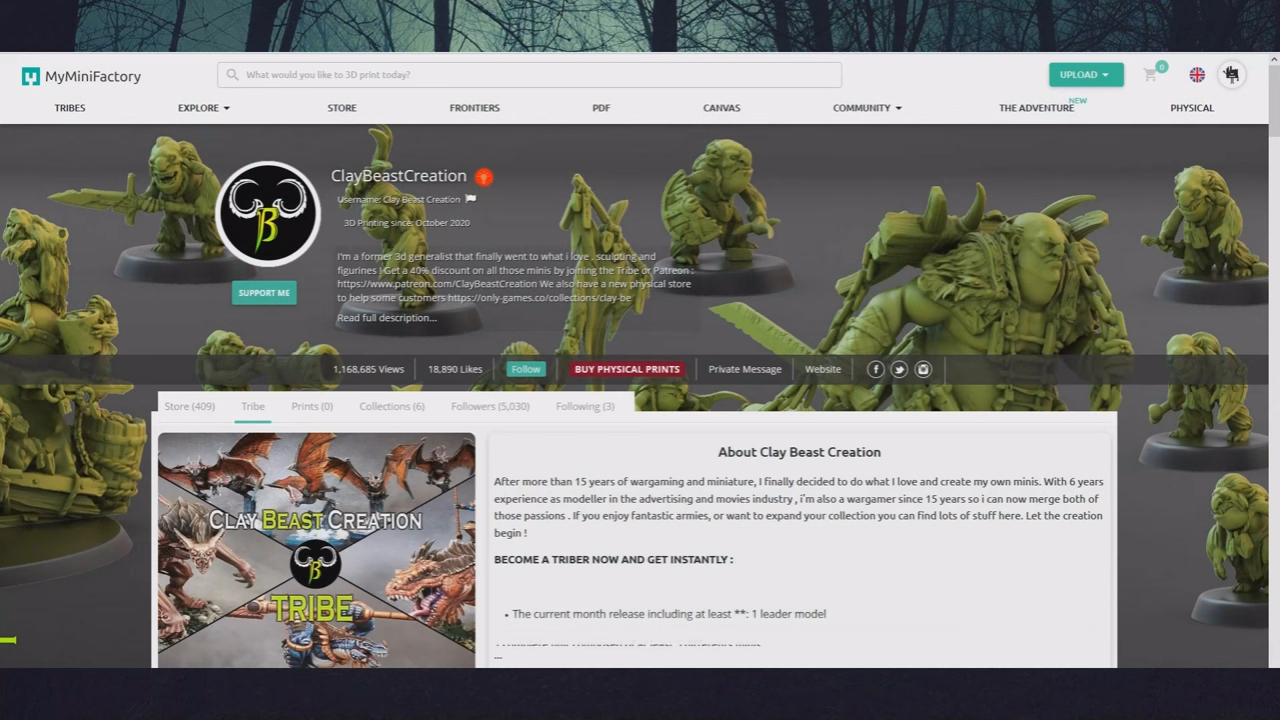 MyMiniFactory
What would you like to 3D print today?
UPLOAD
0
TRIBES
EXPLORE
STORE
FRONTIERS
PDF
CANVAS
COMMUNITY
THE ADVENTURE
NEW
PHYSICAL
ClayBeastCreation
Username: Clay Beast Creation
3D Printing since: October 2020
I'm a former 3d generalist that finally went to what i love , sculpting and
figurines ! Get a 40% discount on all those minis by joining the Tribe or Patreon :
https://www.patreon.com/ClayBeastCreation We also have a new physical store
to help some customers https://only-games.co/collections/clay-be
Read full description...
SUPPORT ME
1,168,685 Views
18,890 Likes
Follow
BUY PHYSICAL PRINTS
Private Message
Website
Store (409)
Tribe
Prints (0)
Collections (6)
Followers (5,030)
Following (3)
CLAY BEAST CREATION
B
TRIBE
About Clay Beast Creation
After more than 15 years of wargaming and miniature, I finally decided to do what I love and create my own minis. With 6 years
experience as modeller in the advertising and movies industry , i'm also a wargamer since 15 years so i can now merge both of
those passions . If you enjoy fantastic armies, or want to expand your collection you can find lots of stuff here. Let the creation
begin !
BECOME A TRIBER NOW AND GET INSTANTLY :
• The current month release including at least **: 1 leader model
...